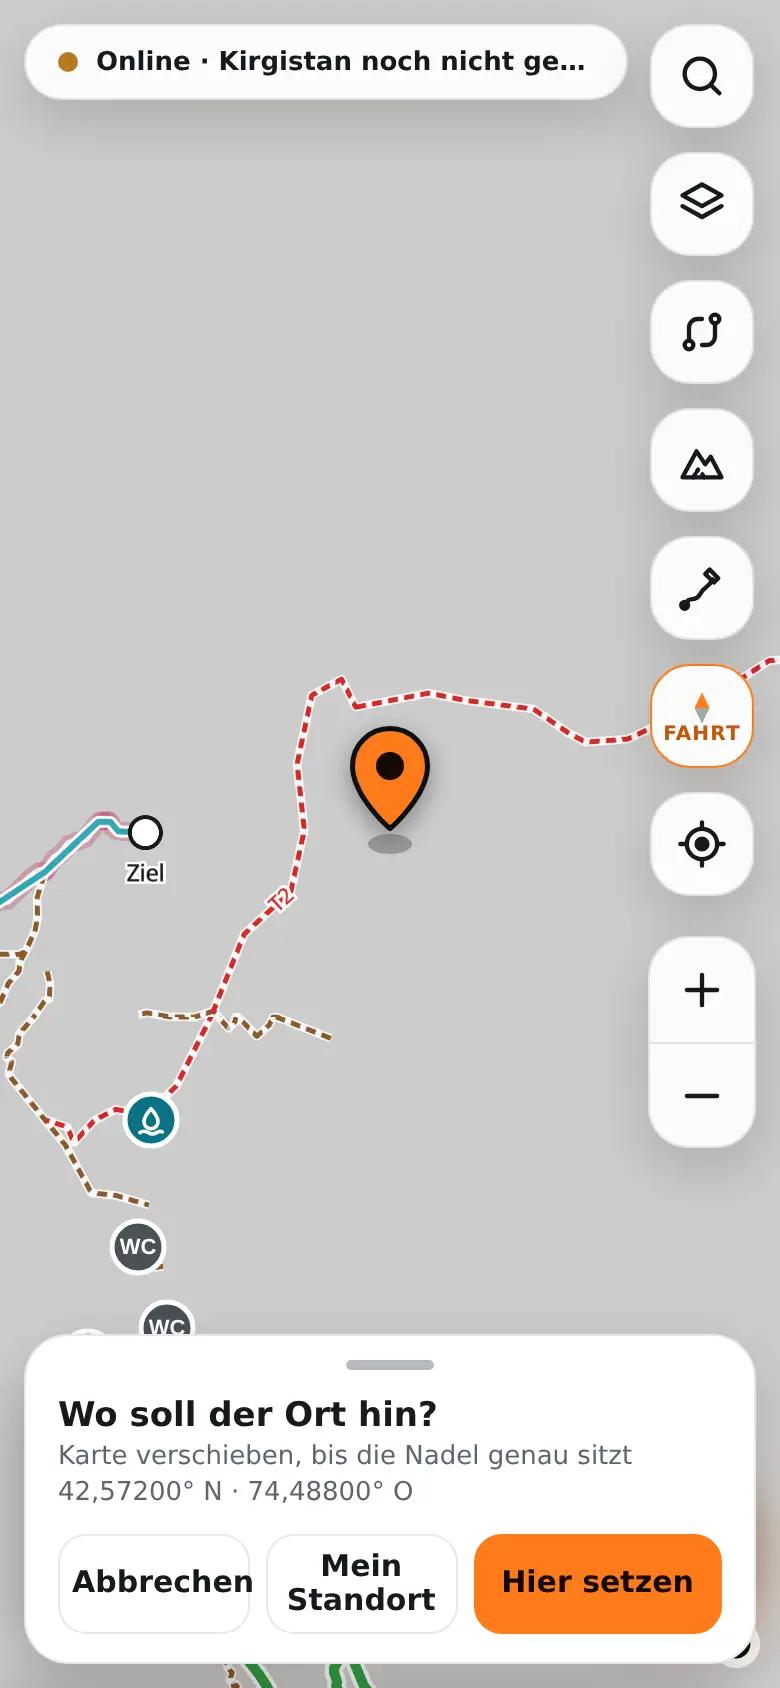 Online · Kirgistan noch nicht ge…
FAHRT
Ziel
T2
WC
WC
Wo soll der Ort hin?
Karte verschieben, bis die Nadel genau sitzt
42,57200° N · 74,48800° O
Abbrechen
Mein
Standort
Hier setzen